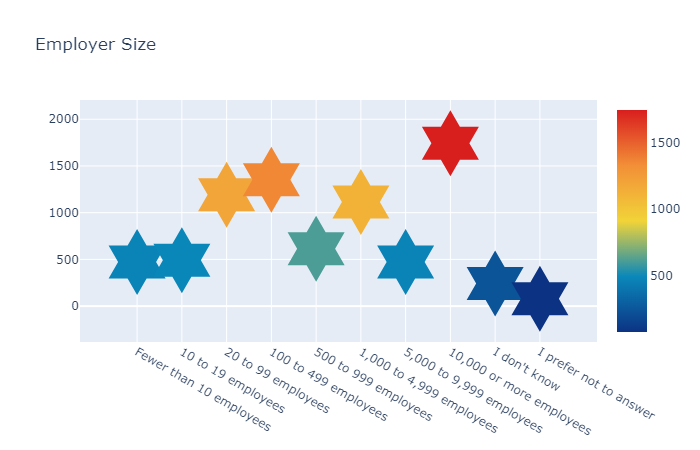 Employer Size
2000
1500
1000
500
0
1500
1000
500
Fewer than 10 employees
10 to 19 employees
20 to 99 employees
100 to 499 employees
500 to 999 employees
1,000 to 4,999 employees
5,000 to 9,999 employees
10,000 or more employees
I don't know
I prefer not to answer